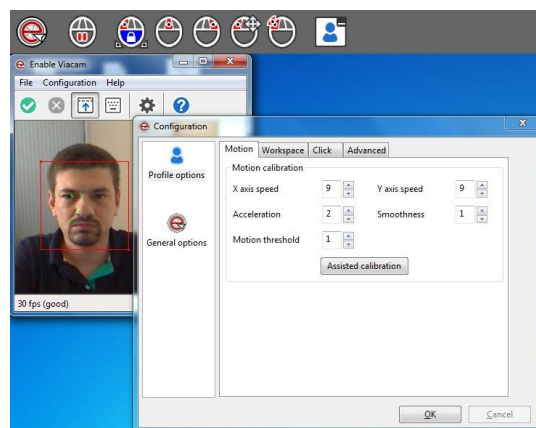 Enable Viacam
File Configuration Help
Configuration
Profile options
General options
Motion Workspace Click Advanced
Motion calibration
X axis speed 9 Y axis speed 9
Acceleration 2 Smoothness 1
Motion threshold 1
Assisted calibration
30 fps (good)
OK Cancel